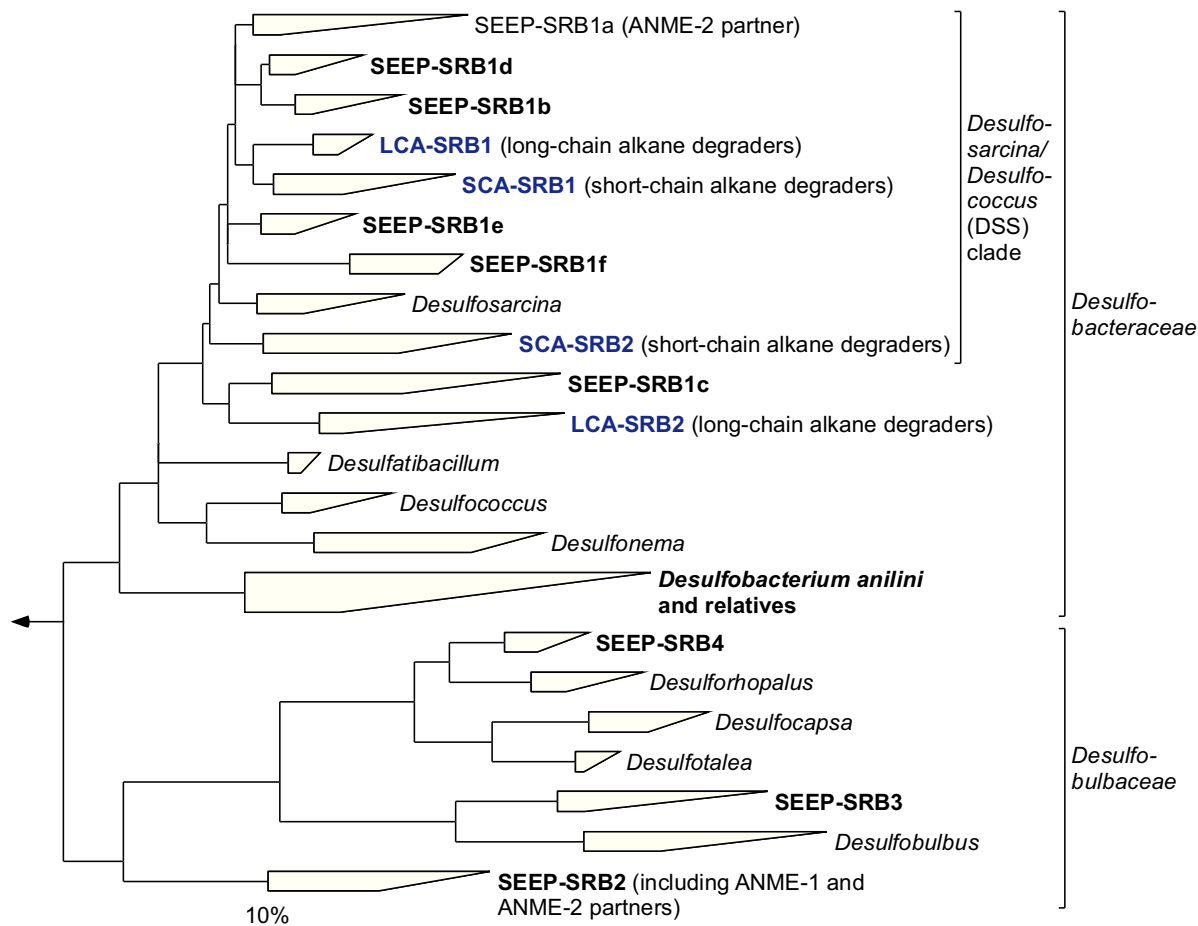 SEEP-SRB1a (ANME-2 partner)
SEEP-SRB1d
SEEP-SRB1b
LCA-SRB1 (long-chain alkane degraders)
SCA-SRB1 (short-chain alkane degraders)
SEEP-SRB1e
SEEP-SRB1f
Desulfosarcina
SCA-SRB2 (short-chain alkane degraders)
SEEP-SRB1c
LCA-SRB2 (long-chain alkane degraders)
Desulfatibacillum
Desulfococcus
Desulfonema
Desulfobacterium anilini
and relatives
SEEP-SRB4
Desulforhopalus
Desulfocapsa
Desulfotalea
SEEP-SRB3
Desulfobulbus
SEEP-SRB2 (including ANME-1 and
ANME-2 partners)
10%
Desulfo-
sarcina/
Desulfo-
coccus
(DSS)
clade
Desulfo-
bacteraceae
Desulfo-
bulbaceae